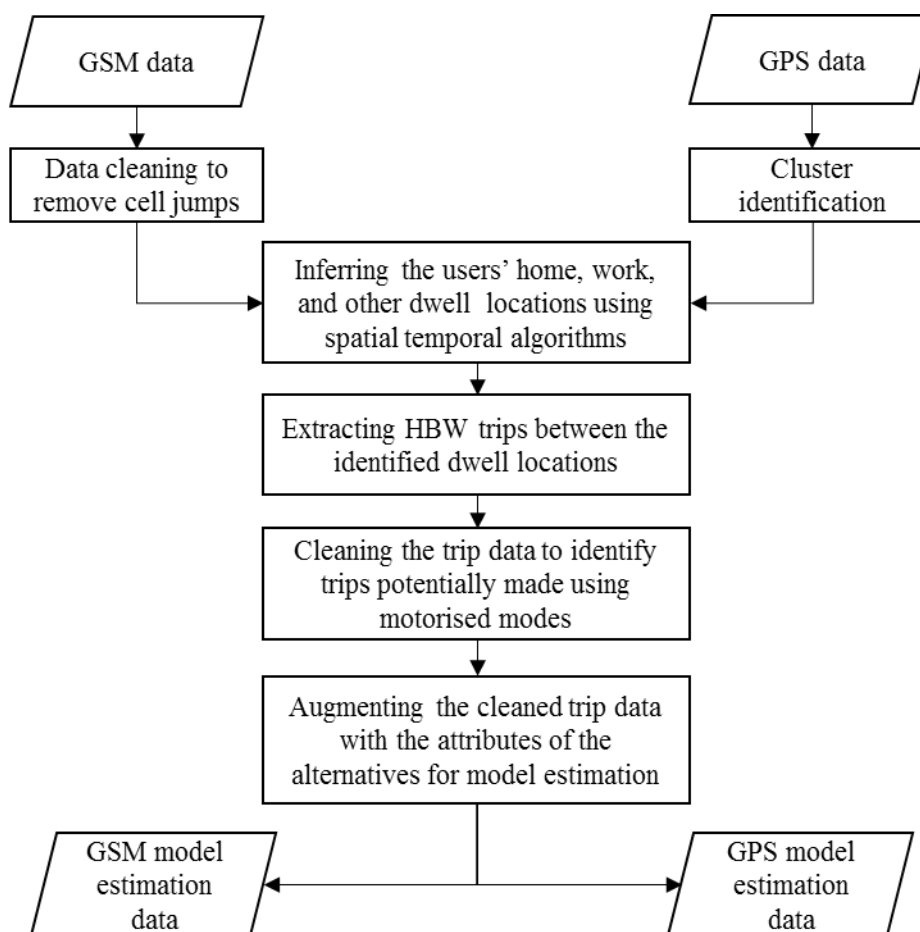 GSM data
GPS data
Data cleaning to
remove cell jumps
Cluster
identification
Inferring the users' home, work,
and other dwell locations using
spatial temporal algorithms
Extracting HBW trips between the
identified dwell locations
Cleaning the trip data to identify
trips potentially made using
motorised modes
Augmenting the cleaned trip data
with the attributes of the
alternatives for model estimation
GSM model
estimation
data
GPS model
estimation
data